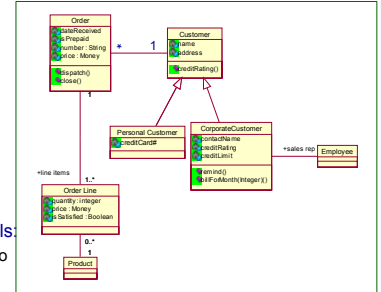 Order
dateReceived
isPrepaid
number : String
price : Money
dispatch()
close()
*
1
Customer
name
address
creditRating()
1
Personal Customer
creditCard#
CorporateCustomer
contactName
creditRating
creditLimit
remind()
billForMonth(Integer)()
+sales rep
Employee
+line items
1..*
Order Line
quantity : integer
price : Money
isSatisfied : Boolean
ls:
o
0..*
1
Product